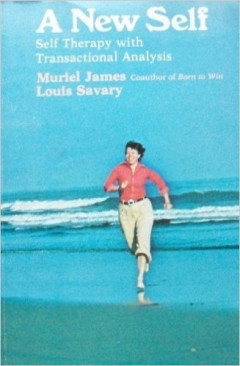 A New Self
Self Therapy with
Transactional Analysis
Muriel James Coauthor of Born to Win
Louis Savary